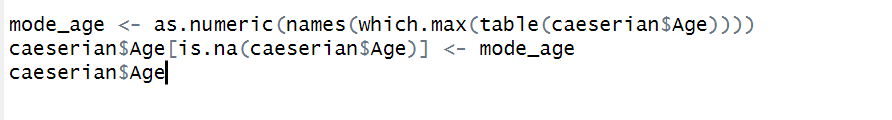 mode_age <- as.numeric(names(which.max(table(caeserian$Age))))
caeserian$Age[is.na(caeserian$Age)] <- mode_age
caeserian$Age